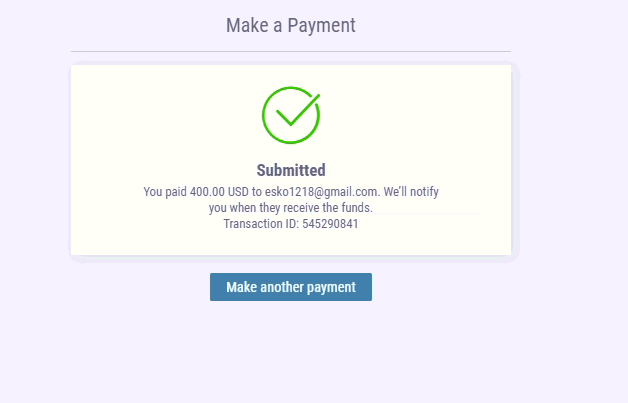 Make a Payment
Submitted
You paid 400.00 USD to esko1218@gmail.com. We'll notify
you when they receive the funds.
Transaction ID: 545290841
Make another payment